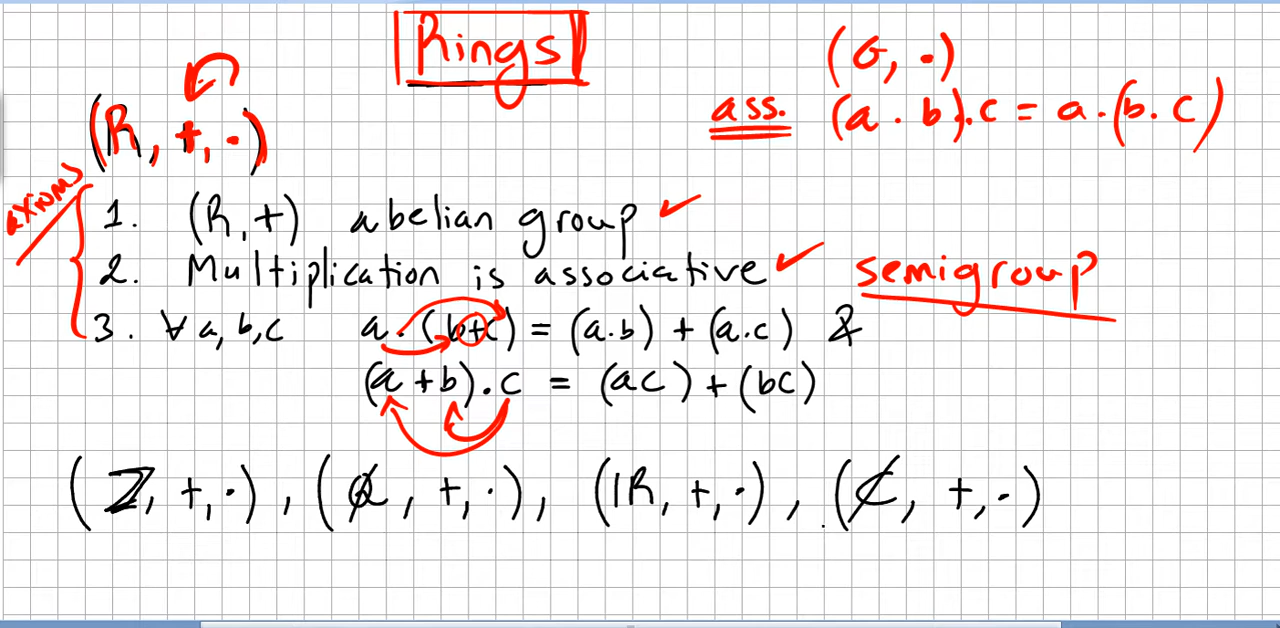 Rings
(G, ·)
ass. (a · b).c = a.(b.c)
(R, +, ·)
axioms
1. (R, +) abelian group
2. Multiplication is associative semigroup
3. ∀ a, b, c a · (b+c) = (a.b) + (a.c) &
(a + b) . c = (ac) + (bc)
(ℤ, +, ·), (ℚ, +, ·), (ℝ, +, ·), (ℂ, +, ·)